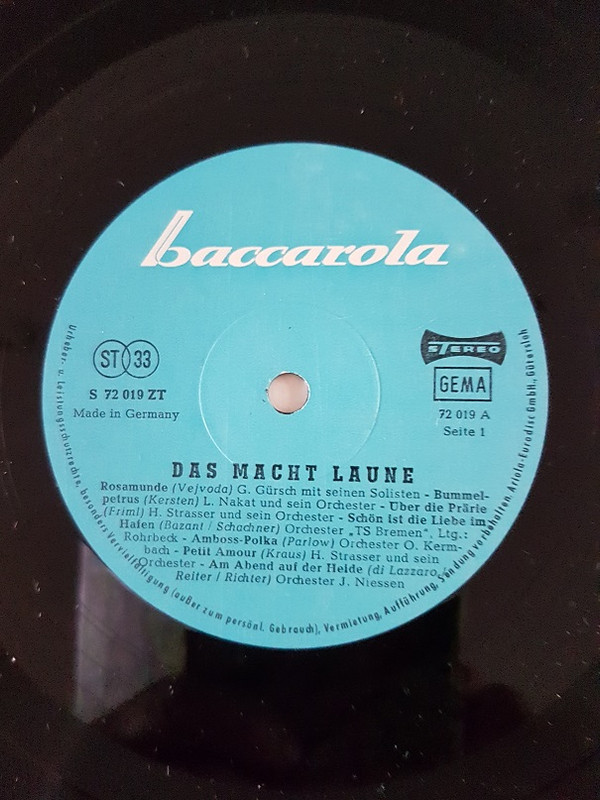 baccarola
ST 33
STEREO
S 72 019 ZT
GEMA
Made in Germany
72 019 A
Seite 1
DAS MACHT LAUNE
Rosamunde (Vejvoda) G. Gürsch mit seinen Solisten - Bummel-
petrus (Kersten) L. Nakat und sein Orchester - Über die Prärie
(Friml) H. Strasser und sein Orchester - Schön ist die Liebe im
Hafen (Bazant / Schachner) Orchester „TS Bremen“, Ltg.:
Rohrbeck - Amboss-Polka (Parlow) Orchester O. Kerm-
bach - Petit Amour (Kraus) H. Strasser und sein
Orchester - Am Abend auf der Heide (di Lazzaro /
Reiter / Richter) Orchester J. Niessen
Urheber- u. Leistungsschutzrechte, besonders Vervielfältigung (außer zum persönl. Gebrauch), Vermietung, Aufführung, Sendung vorbehalten. Ariola-Eurodisc GmbH., Gütersloh